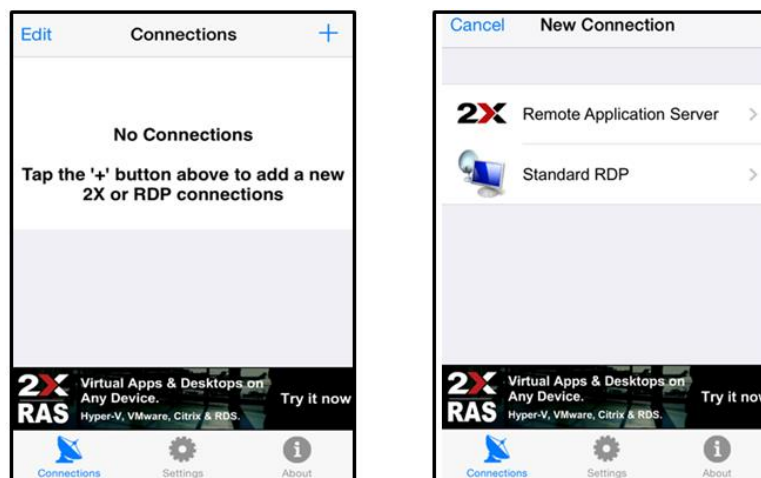 Edit Connections +
No Connections
Tap the '+' button above to add a new
2X or RDP connections
2X RAS
Virtual Apps & Desktops on
Any Device.
Hyper-V, VMware, Citrix & RDS.
Try it now
Connections Settings About
Cancel New Connection
2X Remote Application Server
Standard RDP
2X RAS
Virtual Apps & Desktops on
Any Device.
Hyper-V, VMware, Citrix & RDS.
Try it now
Connections Settings About